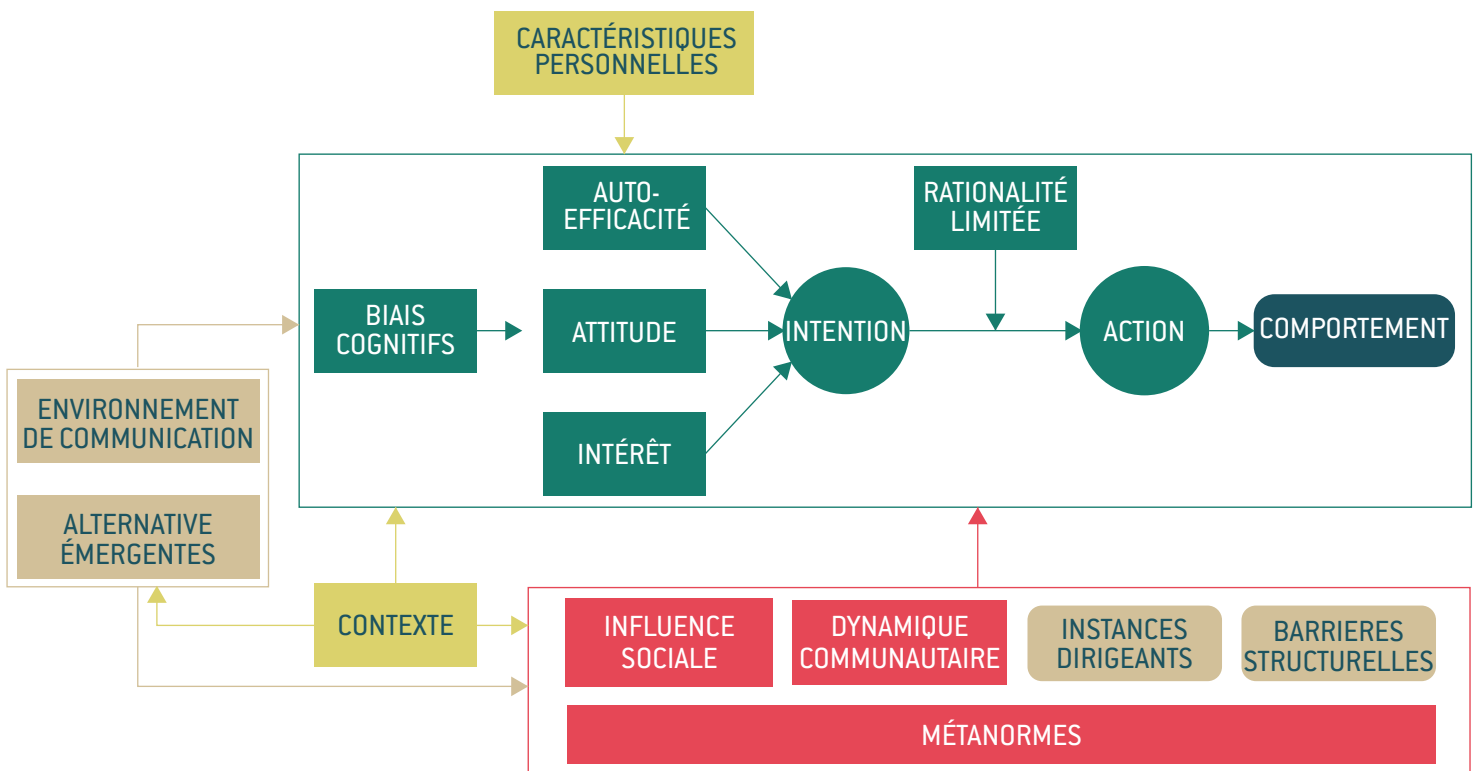 CARACTÉRISTIQUES
PERSONNELLES
AUTO-
EFFICACITÉ
RATIONALITÉ
LIMITÉE
BIAIS
COGNITIFS
ATTITUDE
INTENTION
ACTION
COMPORTEMENT
INTÉRÊT
ENVIRONNEMENT
DE COMMUNICATION
ALTERNATIVE
ÉMERGENTES
CONTEXTE
INFLUENCE
SOCIALE
DYNAMIQUE
COMMUNAUTAIRE
INSTANCES
DIRIGEANTS
BARRIERES
STRUCTURELLES
MÉTANORMES